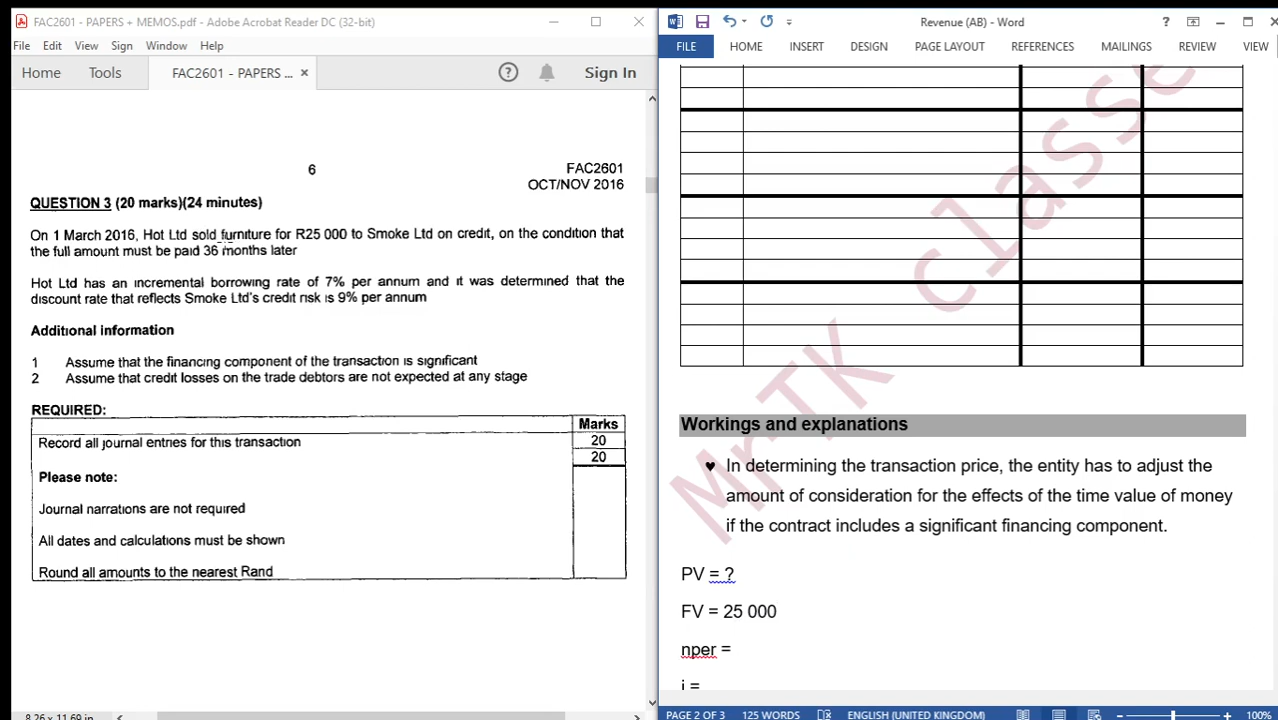 FAC2601 - PAPERS + MEMOS.pdf - Adobe Acrobat Reader DC (32-bit)
File Edit View Sign Window Help
Home Tools FAC2601 - PAPERS ... × Sign In
6 FAC2601
OCT/NOV 2016
QUESTION 3 (20 marks)(24 minutes)
On 1 March 2016, Hot Ltd sold furniture for R25 000 to Smoke Ltd on credit, on the condition that
the full amount must be paid 36 months later
Hot Ltd has an incremental borrowing rate of 7% per annum and it was determined that the
discount rate that reflects Smoke Ltd's credit risk is 9% per annum
Additional information
1 Assume that the financing component of the transaction is significant
2 Assume that credit losses on the trade debtors are not expected at any stage
REQUIRED:
Marks
Record all journal entries for this transaction 20
20
Please note:
Journal narrations are not required
All dates and calculations must be shown
Round all amounts to the nearest Rand
8,26 x 11,69 in
Revenue (AB) - Word
FILE HOME INSERT DESIGN PAGE LAYOUT REFERENCES MAILINGS REVIEW VIEW
MrTK classe
Workings and explanations
♥ In determining the transaction price, the entity has to adjust the
amount of consideration for the effects of the time value of money
if the contract includes a significant financing component.
PV = ?
FV = 25 000
nper =
i =
PAGE 2 OF 3 125 WORDS ENGLISH (UNITED KINGDOM) 100%